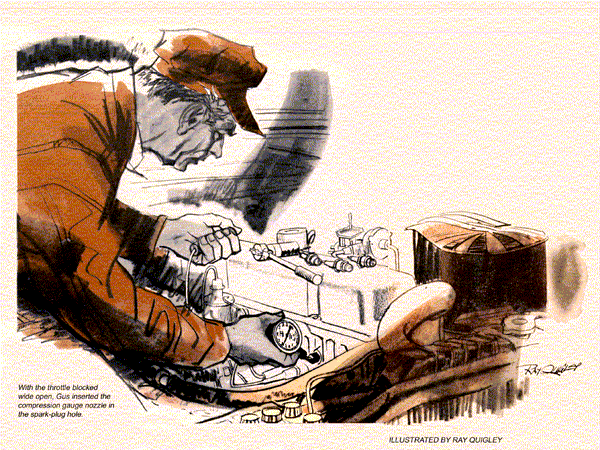 With the throttle blocked
wide open, Gus inserted the
compression gauge nozzle in
the spark-plug hole.
RAY QUIGLEY
ILLUSTRATED BY RAY QUIGLEY